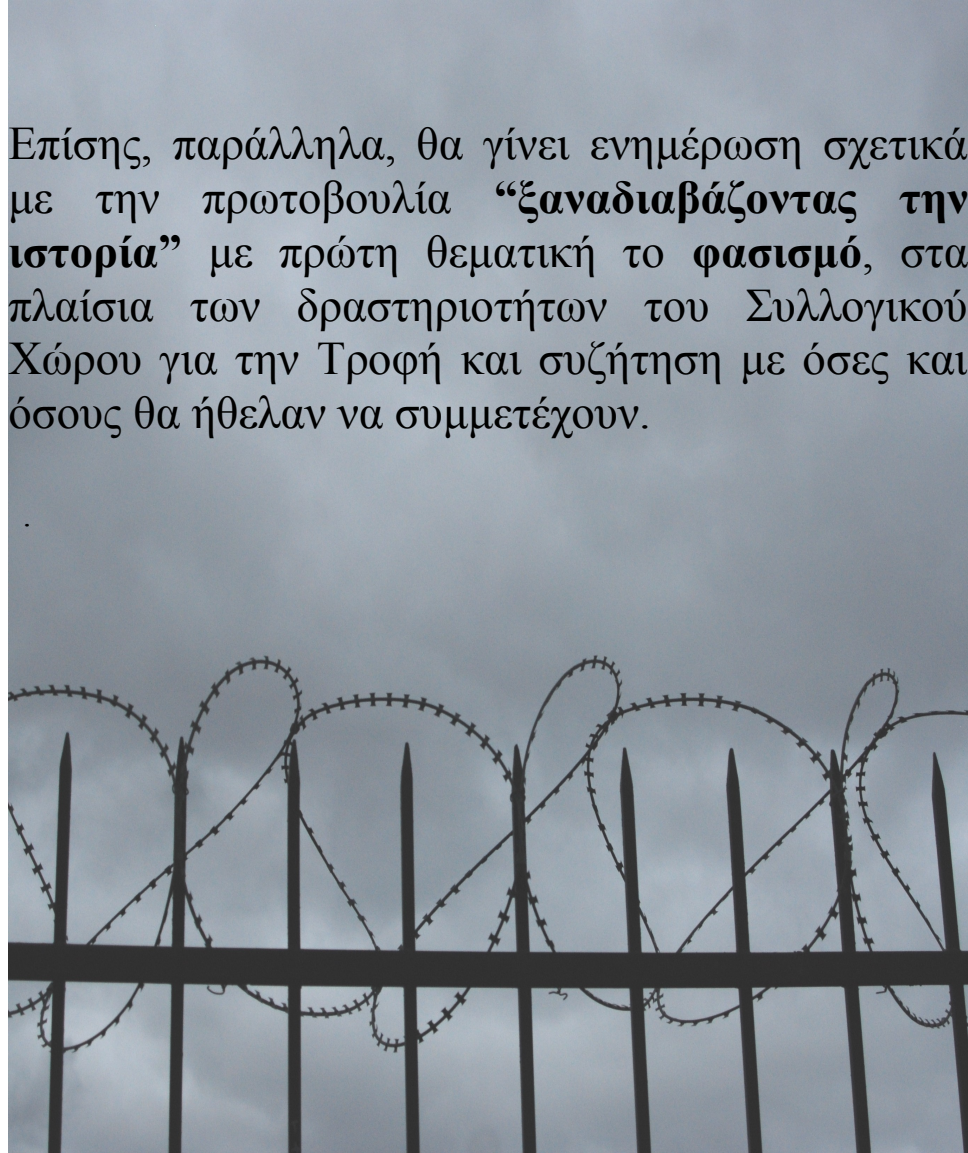 Επίσης, παράλληλα, θα γίνει ενημέρωση σχετικά
με την πρωτοβουλία “ξαναδιαβάζοντας την
ιστορία” με πρώτη θεματική το φασισμό, στα
πλαίσια των δραστηριοτήτων του Συλλογικού
Χώρου για την Τροφή και συζήτηση με όσες και
όσους θα ήθελαν να συμμετέχουν.
.